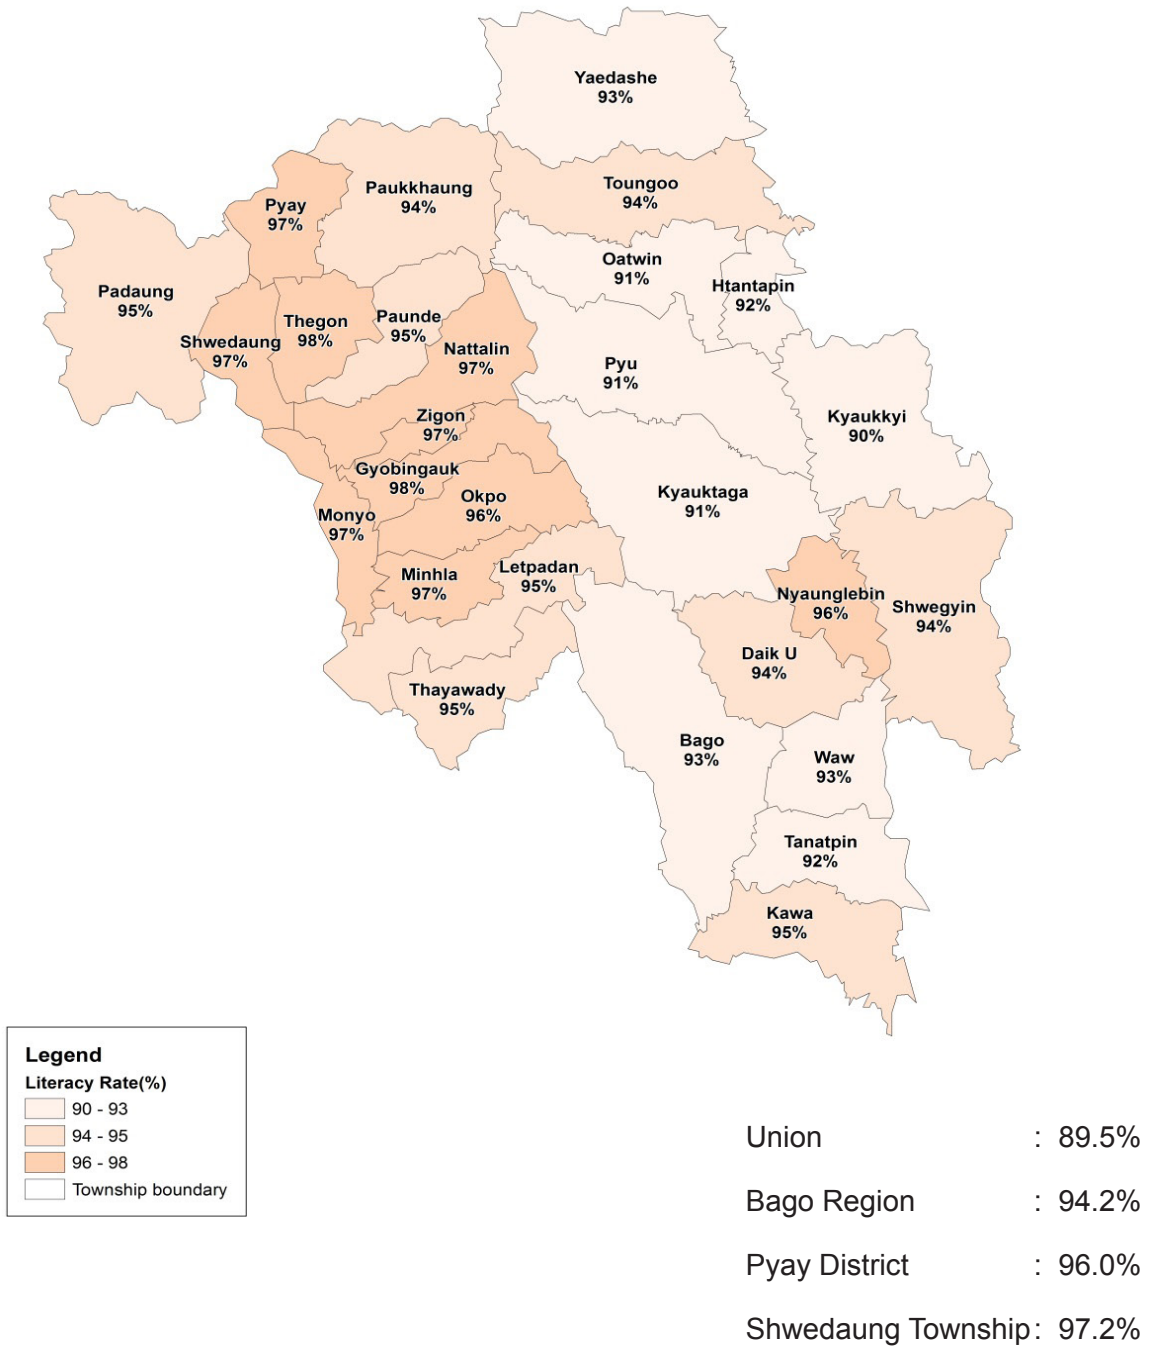 Yaedashe
93%
Toungoo
94%
Paukkhaung
94%
Pyay
97%
Oatwin
91%
Htantapin
92%
Padaung
95%
Thegon
98%
Paunde
95%
Shwedaung
97%
Nattalin
97%
Pyu
91%
Kyaukkyi
90%
Zigon
97%
Gyobingauk
98%
Okpo
96%
Kyauktaga
91%
Monyo
97%
Minhla
97%
Letpadan
95%
Nyaunglebin
96%
Shwegyin
94%
Daik U
94%
Thayawady
95%
Bago
93%
Waw
93%
Tanatpin
92%
Kawa
95%
Legend
Literacy Rate(%)
90 - 93
94 - 95
96 - 98
Township boundary
Union : 89.5%
Bago Region : 94.2%
Pyay District : 96.0%
Shwedaung Township : 97.2%